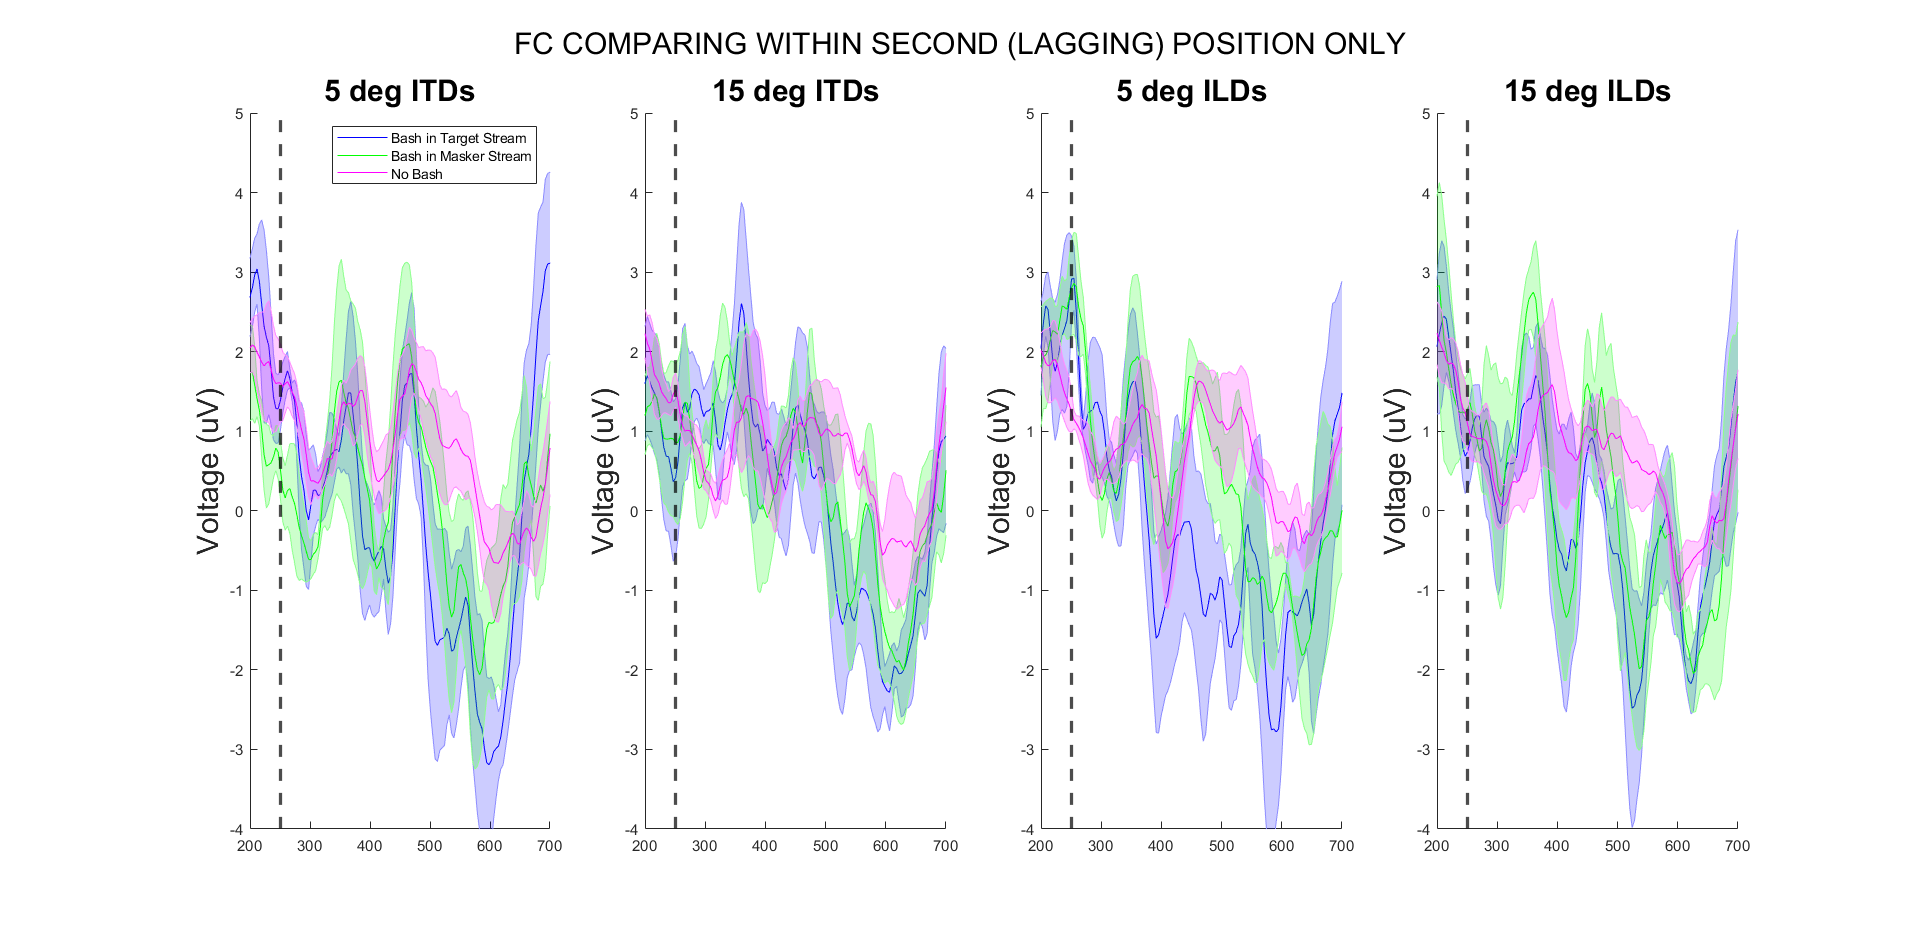 FC COMPARING WITHIN SECOND (LAGGING) POSITION ONLY
5 deg ITDs
15 deg ITDs
5 deg ILDs
15 deg ILDs
Bash in Target Stream
Bash in Masker Stream
No Bash
Voltage (uV)
5
4
3
2
1
0
-1
-2
-3
-4
200 300 400 500 600 700
Voltage (uV)
5
4
3
2
1
0
-1
-2
-3
-4
200 300 400 500 600 700
Voltage (uV)
5
4
3
2
1
0
-1
-2
-3
-4
200 300 400 500 600 700
Voltage (uV)
5
4
3
2
1
0
-1
-2
-3
-4
200 300 400 500 600 700